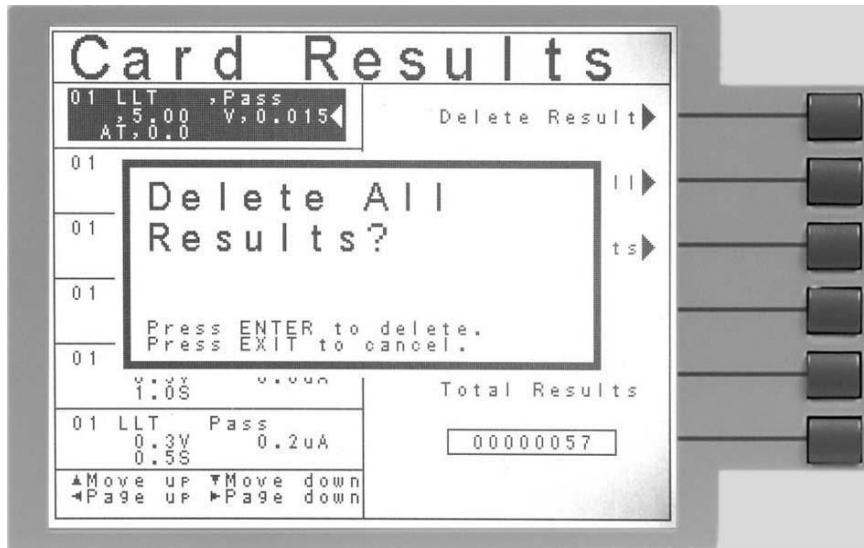 Card Results
01 LLT ,Pass
,5.00 V,0.015
AT,0.0
Delete Result
01
ll
01
ts
Delete All
Results?
Press ENTER to delete.
Press EXIT to cancel.
01
01
1.0S
Total Results
01 LLT Pass
0.3V 0.2uA
0.5S
00000057
▲Move up ▼Move down
◄Page up ►Page down